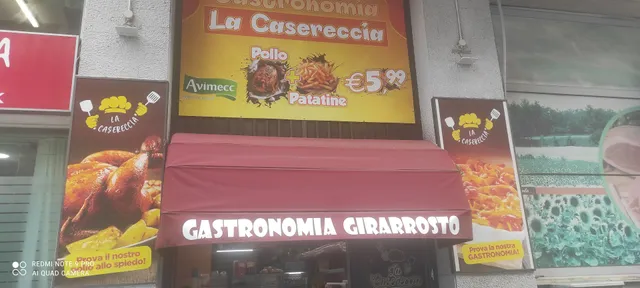 Gastronomia
La Casereccia
Pollo
Avimecc
Patatine
€5,99
A
K
LA
CASERECCIA
Prova il nostro
pollo allo spiedo!
GASTRONOMIA GIRARROSTO
LA
CASERECCIA
Prova la nostra
GASTRONOMIA!
REDMI NOTE 9 PRO
AI QUAD CAMERA